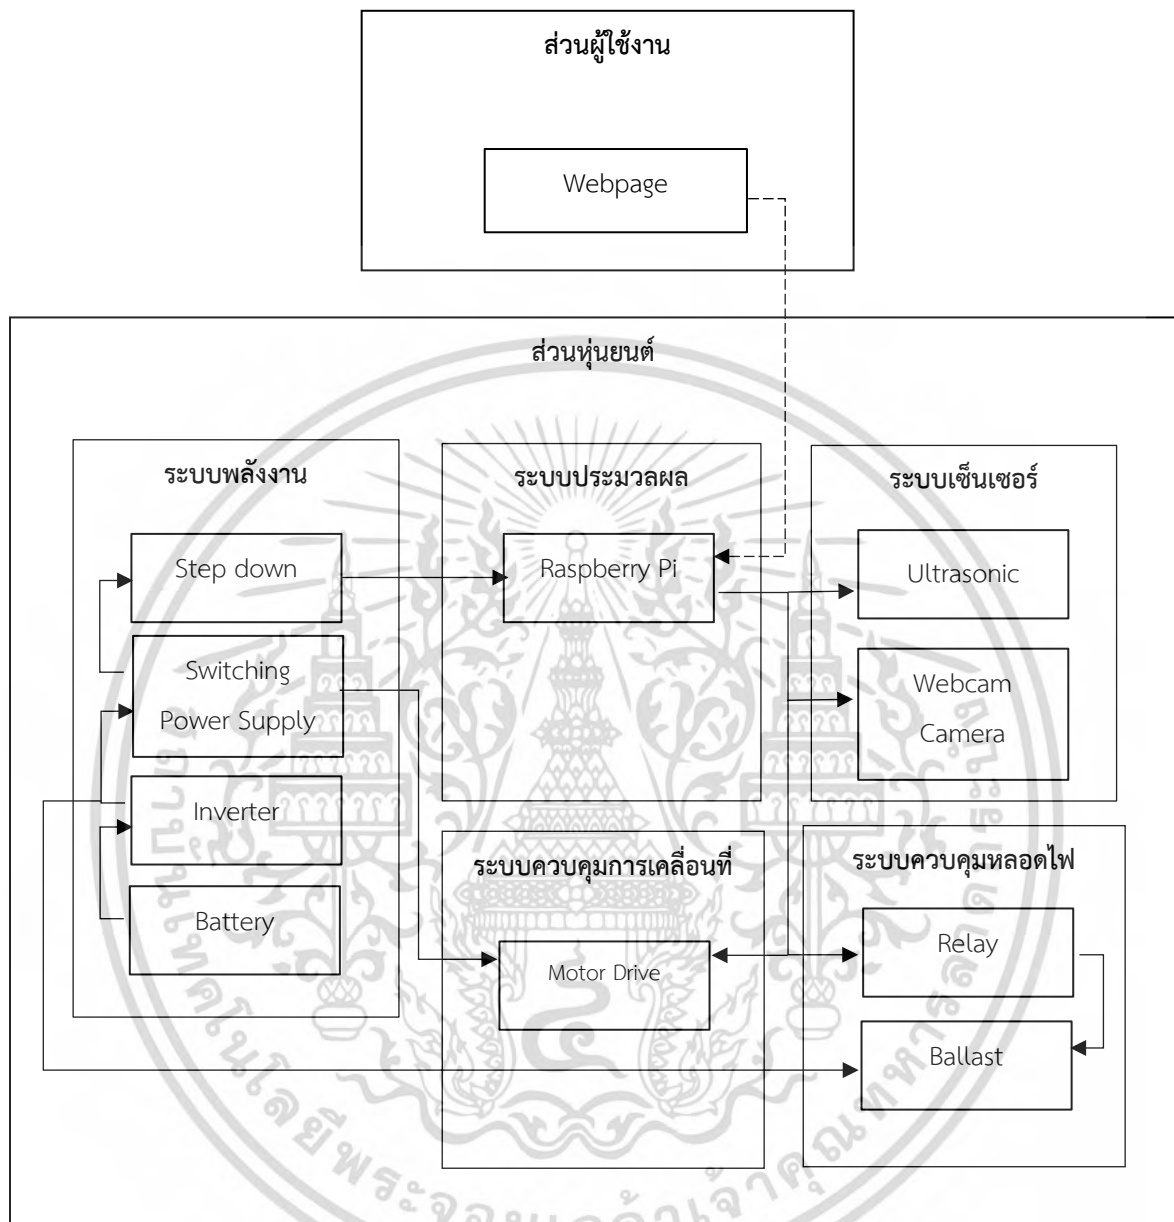 ส่วนผู้ใช้งาน
Webpage
ส่วนหุ่นยนต์
ระบบพลังงาน
Step down
Switching
Power Supply
Inverter
Battery
ระบบประมวลผล
Raspberry Pi
ระบบเซ็นเซอร์
Ultrasonic
Webcam
Camera
ระบบควบคุมการเคลื่อนที่
Motor Drive
ระบบควบคุมหลอดไฟ
Relay
Ballast